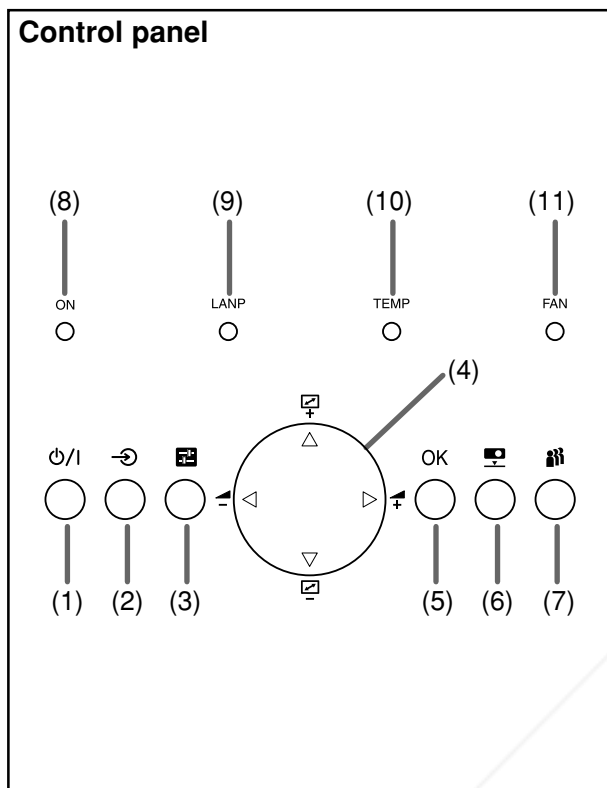 Control panel
(8) (9) (10) (11)
ON LANP TEMP FAN
(4)
+
⏻/I OK
− +
(1) (2) (3) − (5) (6) (7)